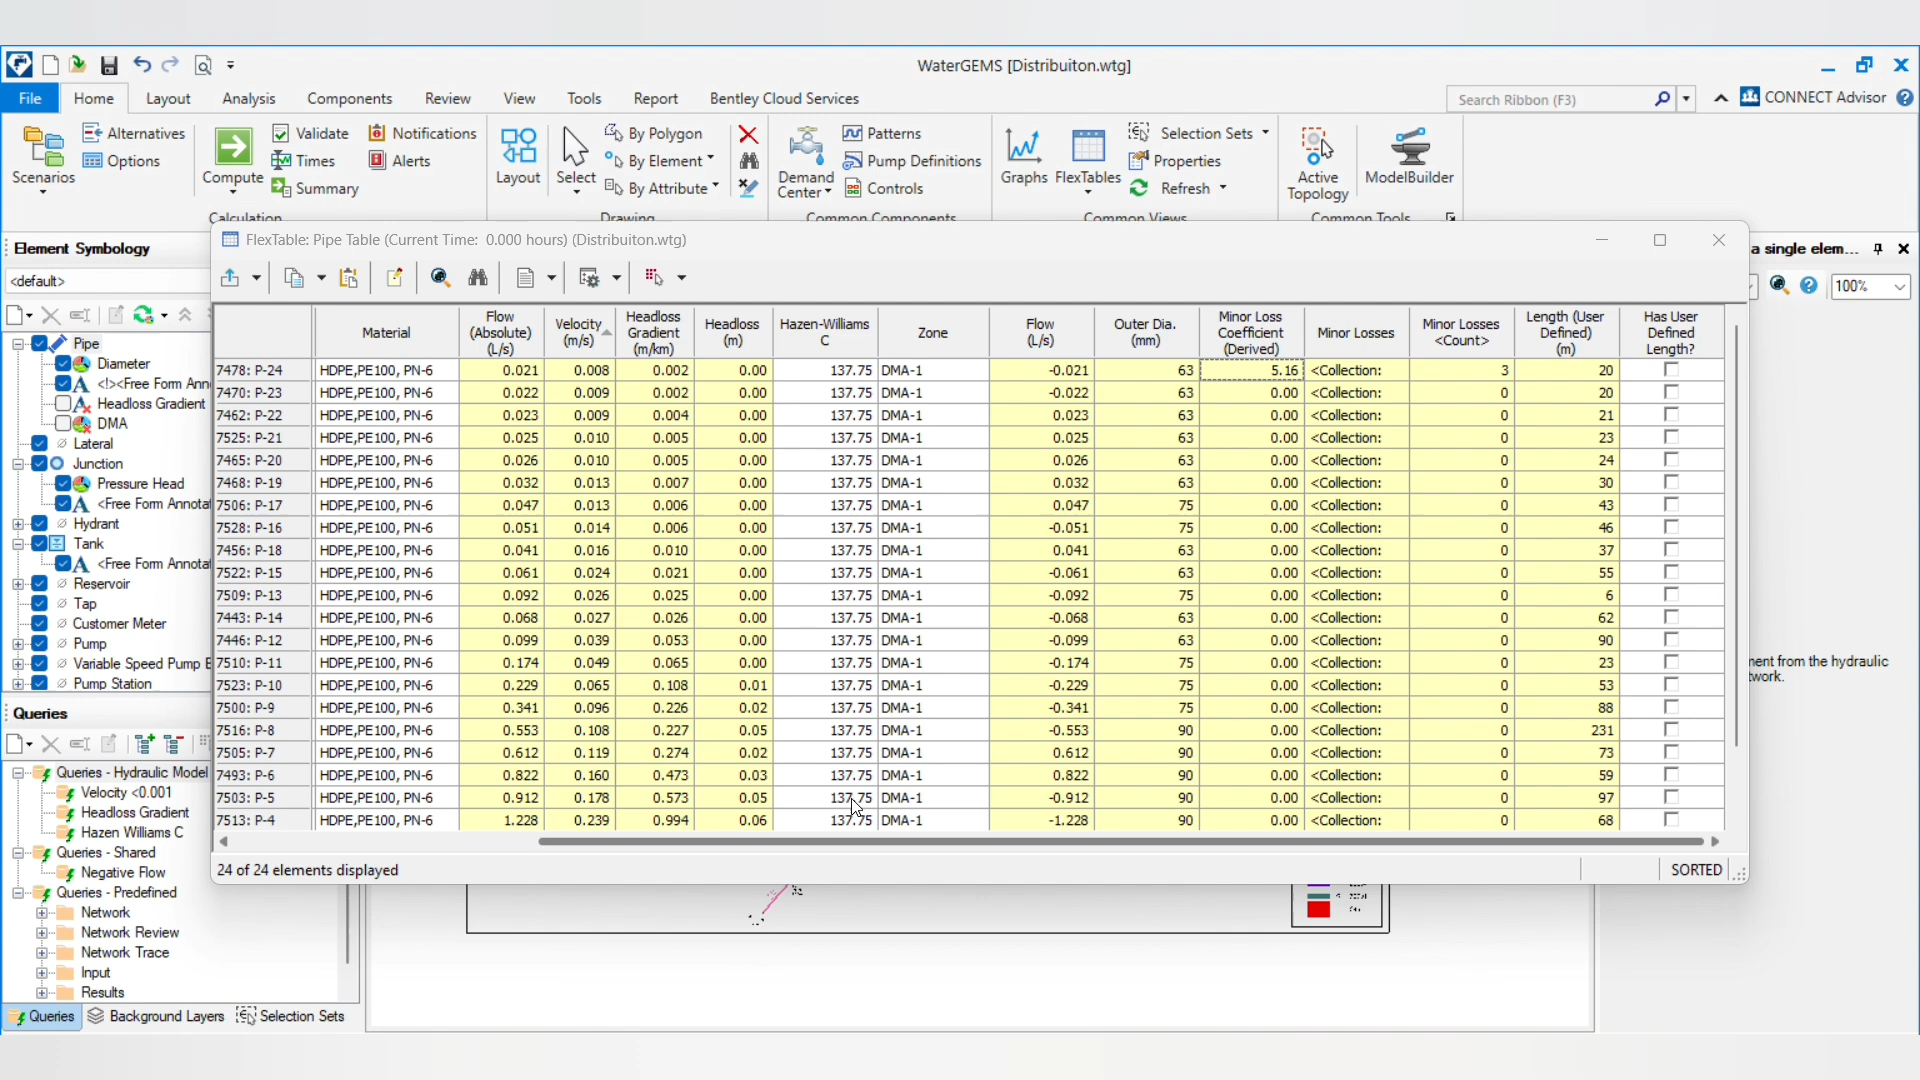 WaterGEMS [Distribuiton.wtg]
File Home Layout Analysis Components Review View Tools Report Bentley Cloud Services Search Ribbon (F3) CONNECT Advisor
Scenarios Alternatives Options Compute Validate Times Summary Notifications Alerts Layout Select By Polygon By Element By Attribute Demand Center Patterns Pump Definitions Controls Graphs FlexTables Selection Sets Properties Refresh Active Topology ModelBuilder
Calculation Drawing Common Components Common Views Common Tools
Element Symbology
<default>
Pipe
Diameter
<!><Free Form Ann
Headloss Gradient
DMA
Lateral
Junction
Pressure Head
<Free Form Annota
Hydrant
Tank
<Free Form Annota
Reservoir
Tap
Customer Meter
Pump
Variable Speed Pump B
Pump Station
Queries
Queries - Hydraulic Model
Velocity <0.001
Headloss Gradient
Hazen Williams C
Queries - Shared
Negative Flow
Queries - Predefined
Network
Network Review
Network Trace
Input
Results
Queries Background Layers Selection Sets
FlexTable: Pipe Table (Current Time: 0.000 hours) (Distribuiton.wtg)
Material Flow (Absolute) (L/s) Velocity (m/s) Headloss Gradient (m/km) Headloss (m) Hazen-Williams C Zone Flow (L/s) Outer Dia. (mm) Minor Loss Coefficient (Derived) Minor Losses Minor Losses <Count> Length (User Defined) (m) Has User Defined Length?
7478: P-24 HDPE,PE100, PN-6 0.021 0.008 0.002 0.00 137.75 DMA-1 -0.021 63 5.16 <Collection: 3 20
7470: P-23 HDPE,PE100, PN-6 0.022 0.009 0.002 0.00 137.75 DMA-1 -0.022 63 0.00 <Collection: 0 20
7462: P-22 HDPE,PE100, PN-6 0.023 0.009 0.004 0.00 137.75 DMA-1 0.023 63 0.00 <Collection: 0 21
7525: P-21 HDPE,PE100, PN-6 0.025 0.010 0.005 0.00 137.75 DMA-1 0.025 63 0.00 <Collection: 0 23
7465: P-20 HDPE,PE100, PN-6 0.026 0.010 0.005 0.00 137.75 DMA-1 0.026 63 0.00 <Collection: 0 24
7468: P-19 HDPE,PE100, PN-6 0.032 0.013 0.007 0.00 137.75 DMA-1 0.032 63 0.00 <Collection: 0 30
7506: P-17 HDPE,PE100, PN-6 0.047 0.013 0.006 0.00 137.75 DMA-1 0.047 75 0.00 <Collection: 0 43
7528: P-16 HDPE,PE100, PN-6 0.051 0.014 0.006 0.00 137.75 DMA-1 -0.051 75 0.00 <Collection: 0 46
7456: P-18 HDPE,PE100, PN-6 0.041 0.016 0.010 0.00 137.75 DMA-1 0.041 63 0.00 <Collection: 0 37
7522: P-15 HDPE,PE100, PN-6 0.061 0.024 0.021 0.00 137.75 DMA-1 -0.061 63 0.00 <Collection: 0 55
7509: P-13 HDPE,PE100, PN-6 0.092 0.026 0.025 0.00 137.75 DMA-1 -0.092 75 0.00 <Collection: 0 6
7443: P-14 HDPE,PE100, PN-6 0.068 0.027 0.026 0.00 137.75 DMA-1 -0.068 63 0.00 <Collection: 0 62
7446: P-12 HDPE,PE100, PN-6 0.099 0.039 0.053 0.00 137.75 DMA-1 -0.099 63 0.00 <Collection: 0 90
7510: P-11 HDPE,PE100, PN-6 0.174 0.049 0.065 0.00 137.75 DMA-1 -0.174 75 0.00 <Collection: 0 23
7523: P-10 HDPE,PE100, PN-6 0.229 0.065 0.108 0.01 137.75 DMA-1 -0.229 75 0.00 <Collection: 0 53
7500: P-9 HDPE,PE100, PN-6 0.341 0.096 0.226 0.02 137.75 DMA-1 -0.341 75 0.00 <Collection: 0 88
7516: P-8 HDPE,PE100, PN-6 0.553 0.108 0.227 0.05 137.75 DMA-1 -0.553 90 0.00 <Collection: 0 231
7505: P-7 HDPE,PE100, PN-6 0.612 0.119 0.274 0.02 137.75 DMA-1 0.612 90 0.00 <Collection: 0 73
7493: P-6 HDPE,PE100, PN-6 0.822 0.160 0.473 0.03 137.75 DMA-1 0.822 90 0.00 <Collection: 0 59
7503: P-5 HDPE,PE100, PN-6 0.912 0.178 0.573 0.05 137.75 DMA-1 -0.912 90 0.00 <Collection: 0 97
7513: P-4 HDPE,PE100, PN-6 1.228 0.239 0.994 0.06 137.75 DMA-1 -1.228 90 0.00 <Collection: 0 68
24 of 24 elements displayed SORTED
a single elem...
100%
ment from the hydraulic
work.